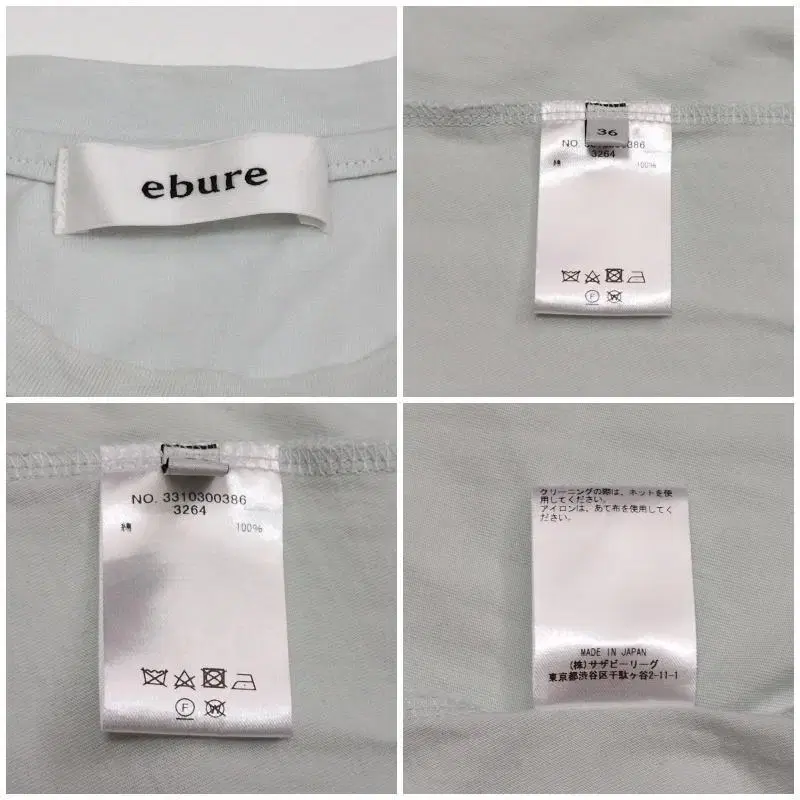 ebure
36
NO. 3310300386
3264
綿 100%
NO. 3310300386
3264
綿 100%
F
W
クリーニングの際は、ネットを使
用してください。
アイロンは、あて布を使用してく
ださい。
MADE IN JAPAN
(株)サザビーリーグ
東京都渋谷区千駄ヶ谷2-11-1